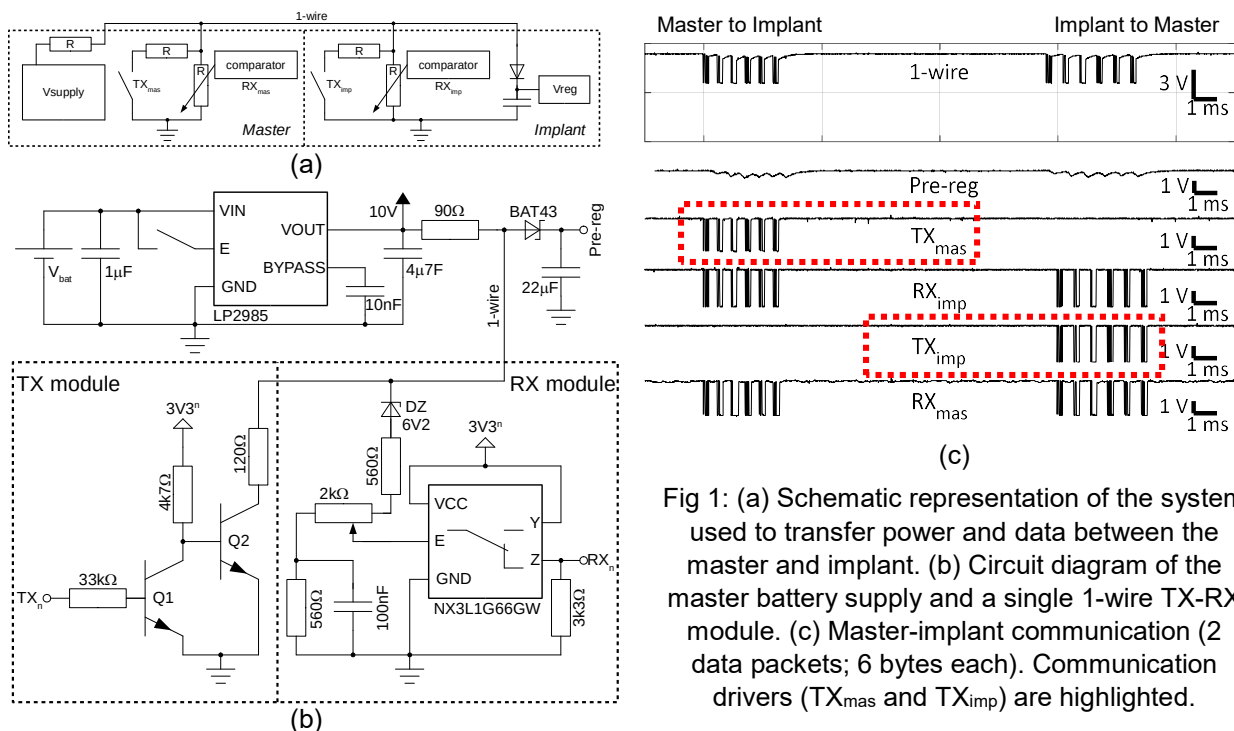 1-wire
R
R
R
R
R
Vsupply
TXmas
comparator
RXmas
TXimp
comparator
RXimp
Vreg
Master
Implant
(a)
VIN
E
GND
VOUT
BYPASS
LP2985
Vbat
1µF
10V
90Ω
BAT43
Pre-reg
4µ7F
10nF
22µF
1-wire
TX module
RX module
3V3ⁿ
4k7Ω
120Ω
TXn
33kΩ
Q1
Q2
DZ
6V2
560Ω
2kΩ
560Ω
100nF
3V3ⁿ
VCC
E
GND
Y
Z
RXn
NX3L1G66GW
3k3Ω
(b)
Master to Implant
Implant to Master
1-wire
3 V
1 ms
Pre-reg
1 V
1 ms
TXmas
1 V
1 ms
RXimp
1 V
1 ms
TXimp
1 V
1 ms
RXmas
1 V
1 ms
(c)
Fig 1: (a) Schematic representation of the system
used to transfer power and data between the
master and implant. (b) Circuit diagram of the
master battery supply and a single 1-wire TX-RX
module. (c) Master-implant communication (2
data packets; 6 bytes each). Communication
drivers (TXmas and TXimp) are highlighted.